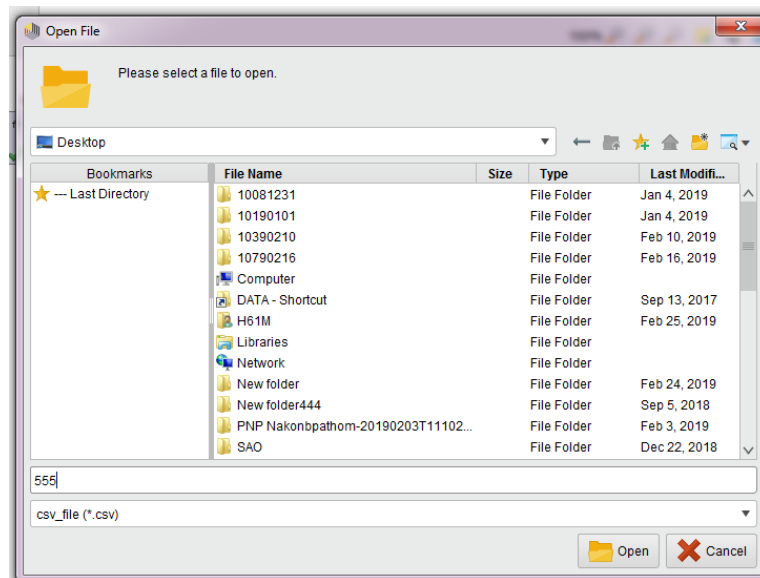 Open File
Please select a file to open.
Desktop
Bookmarks File Name Size Type Last Modifi...
--- Last Directory
10081231 File Folder Jan 4, 2019
10190101 File Folder Jan 4, 2019
10390210 File Folder Feb 10, 2019
10790216 File Folder Feb 16, 2019
Computer File Folder
DATA - Shortcut File Folder Sep 13, 2017
H61M File Folder Feb 25, 2019
Libraries File Folder
Network File Folder
New folder File Folder Feb 24, 2019
New folder444 File Folder Sep 5, 2018
PNP Nakonbpathom-20190203T11102... File Folder Feb 3, 2019
SAO File Folder Dec 22, 2018
555
csv_file (*.csv)
Open Cancel